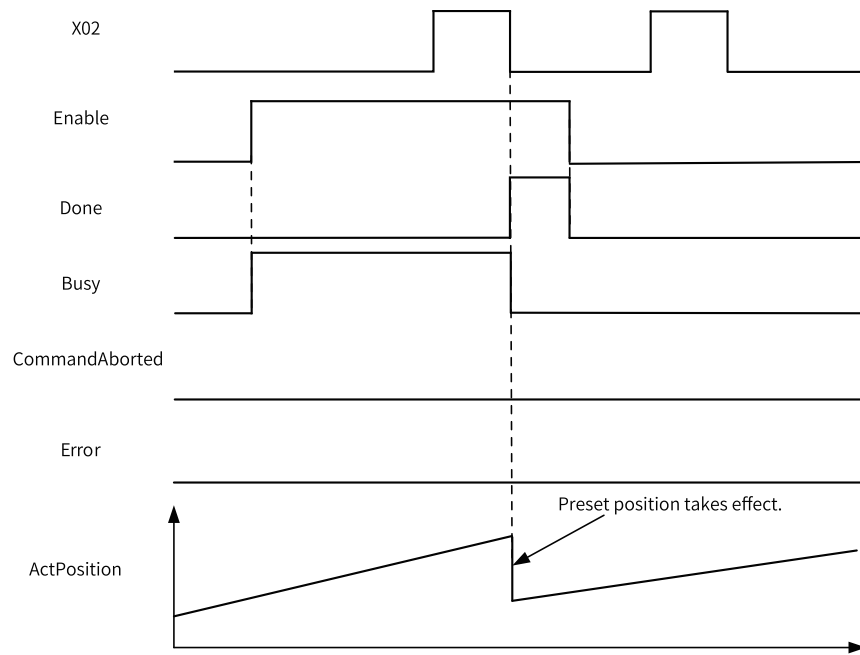 X02
Enable
Done
Busy
CommandAborted
Error
Preset position takes effect.
ActPosition